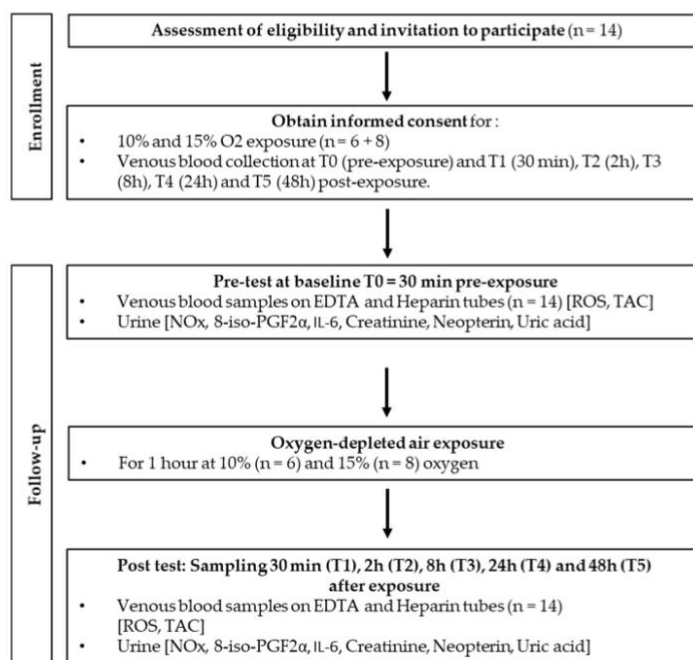 Enrollment
Assessment of eligibility and invitation to participate (n = 14)
Obtain informed consent for :
• 10% and 15% O2 exposure (n = 6 + 8)
• Venous blood collection at T0 (pre-exposure) and T1 (30 min), T2 (2h), T3
(8h), T4 (24h) and T5 (48h) post-exposure.
Follow-up
Pre-test at baseline T0 = 30 min pre-exposure
• Venous blood samples on EDTA and Heparin tubes (n = 14) [ROS, TAC]
• Urine [NOx, 8-iso-PGF2α, IL-6, Creatinine, Neopterin, Uric acid]
Oxygen-depleted air exposure
• For 1 hour at 10% (n = 6) and 15% (n = 8) oxygen
Post test: Sampling 30 min (T1), 2h (T2), 8h (T3), 24h (T4) and 48h (T5)
after exposure
• Venous blood samples on EDTA and Heparin tubes (n = 14)
[ROS, TAC]
• Urine [NOx, 8-iso-PGF2α, IL-6, Creatinine, Neopterin, Uric acid]